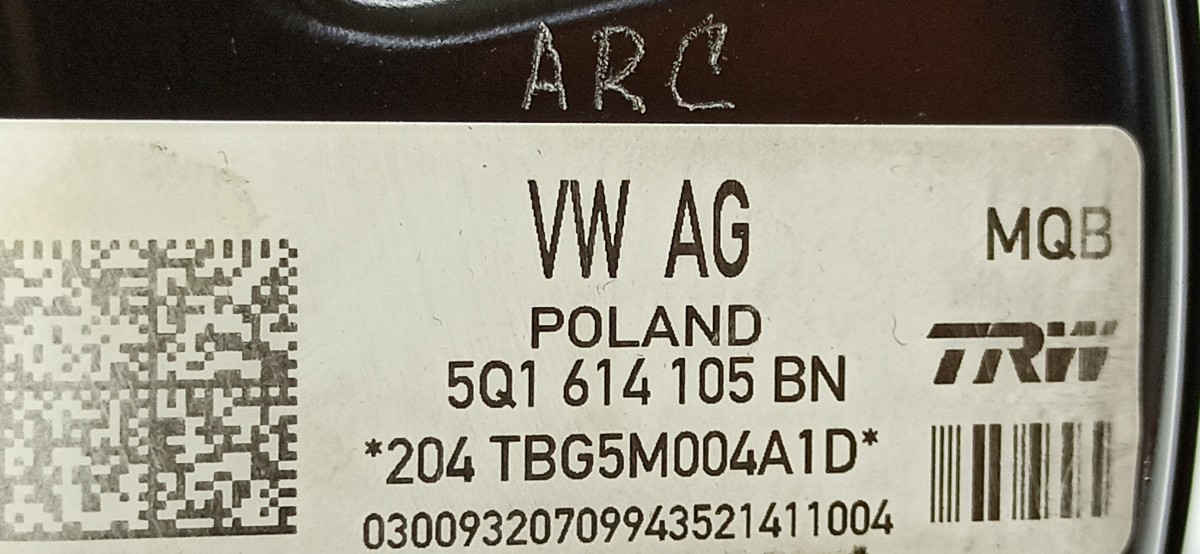 ARC
VW AG
MQB
POLAND
TRW
5Q1 614 105 BN
*204 TBG5M004A1D*
03009320709943521411004